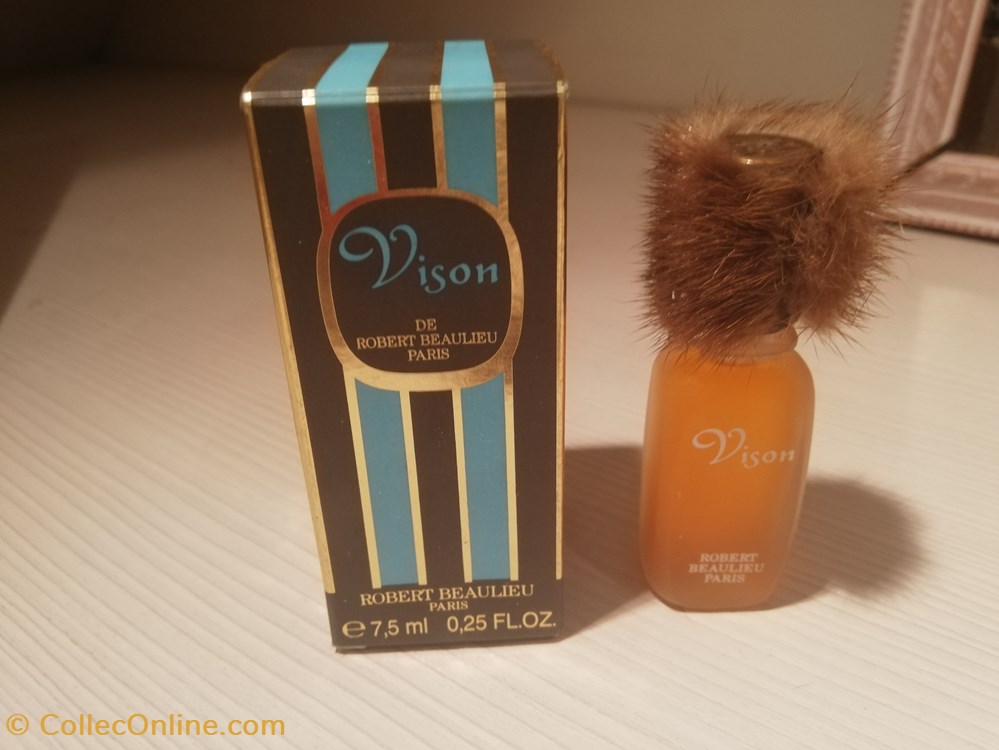 Vison
DE
ROBERT BEAULIEU
PARIS
ROBERT BEAULIEU
PARIS
℮ 7,5 ml 0,25 FL.OZ.
Vison
ROBERT
BEAULIEU
PARIS
© CollecOnline.com